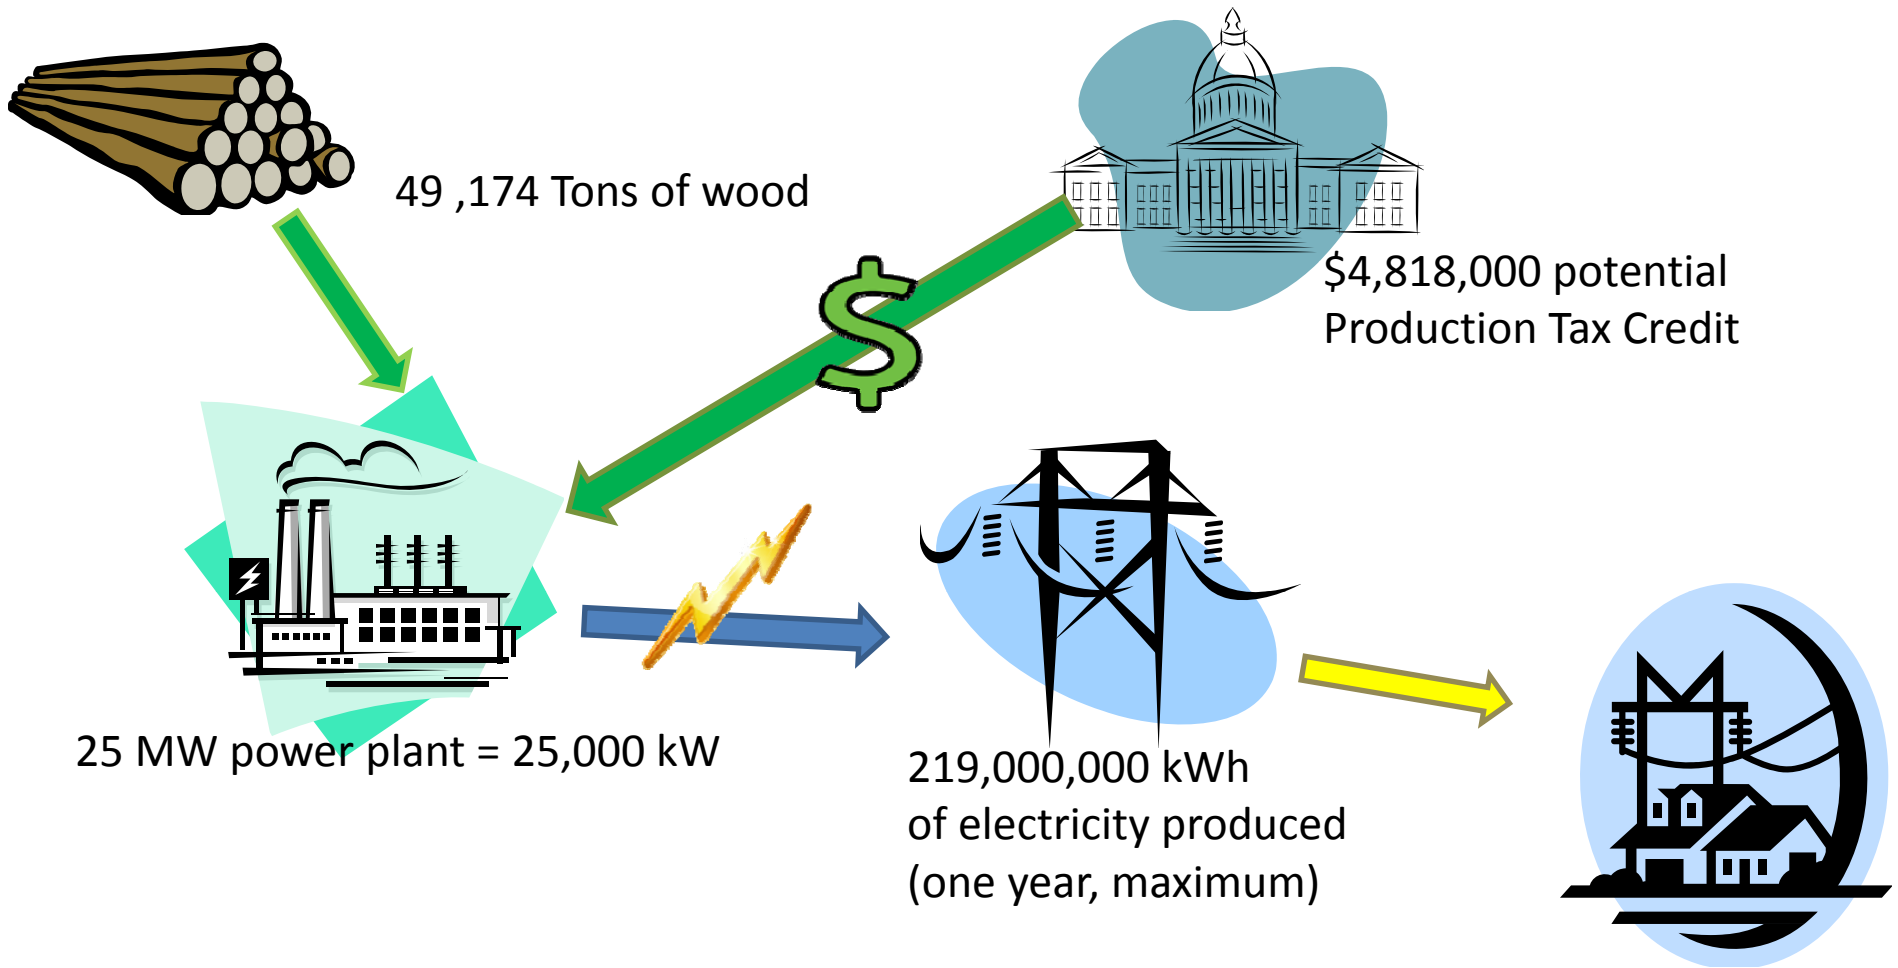 49 ,174 Tons of wood
$4,818,000 potential
Production Tax Credit
25 MW power plant = 25,000 kW
219,000,000 kWh
of electricity produced
(one year, maximum)